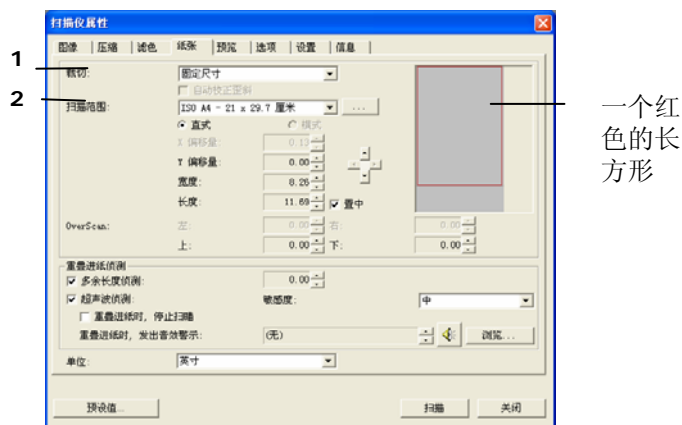 扫描仪属性
图像 压缩 滤色 纸张 预览 选项 设置 信息
1 裁切: 固定尺寸
自动校正歪斜
2 扫描范围: ISO A4 - 21 x 29.7 厘米 ...
直式 横式
X 偏移量: 0.13
Y 偏移量: 0.00
宽度: 8.26
长度: 11.69 置中
OverScan: 左: 0.00 右: 0.00
上: 0.00 下: 0.00
重叠进纸侦测
多余长度侦测: 0.00
超声波侦测: 敏感度: 中
重叠进纸时, 停止扫瞄
重叠进纸时, 发出音效警示: (无) 浏览...
单位: 英寸
预设值... 扫描 关闭
一个红
色的长
方形